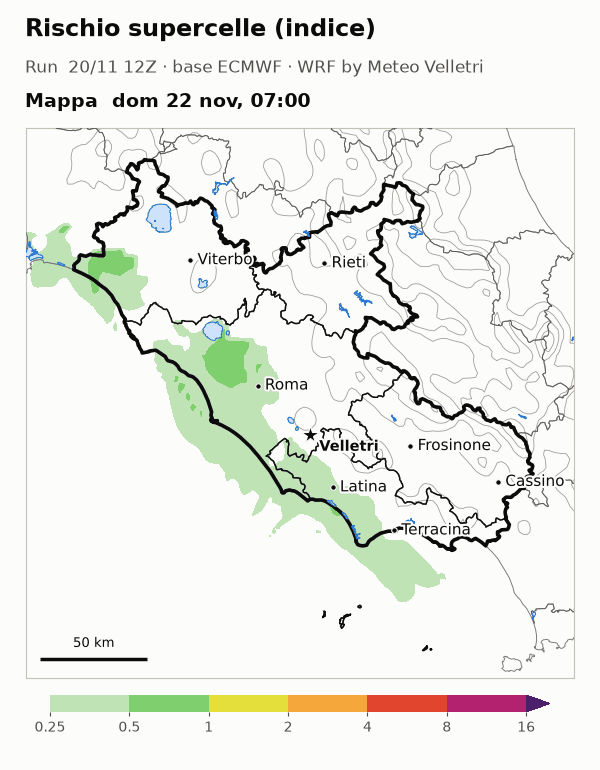 Rischio supercelle (indice)
Run  20/11 12Z · base ECMWF · WRF by Meteo Velletri
Mappa  dom 22 nov, 07:00
Viterbo
Rieti
Roma
Velletri
Frosinone
Cassino
Latina
Terracina
50 km
0.25 0.5 1 2 4 8 16